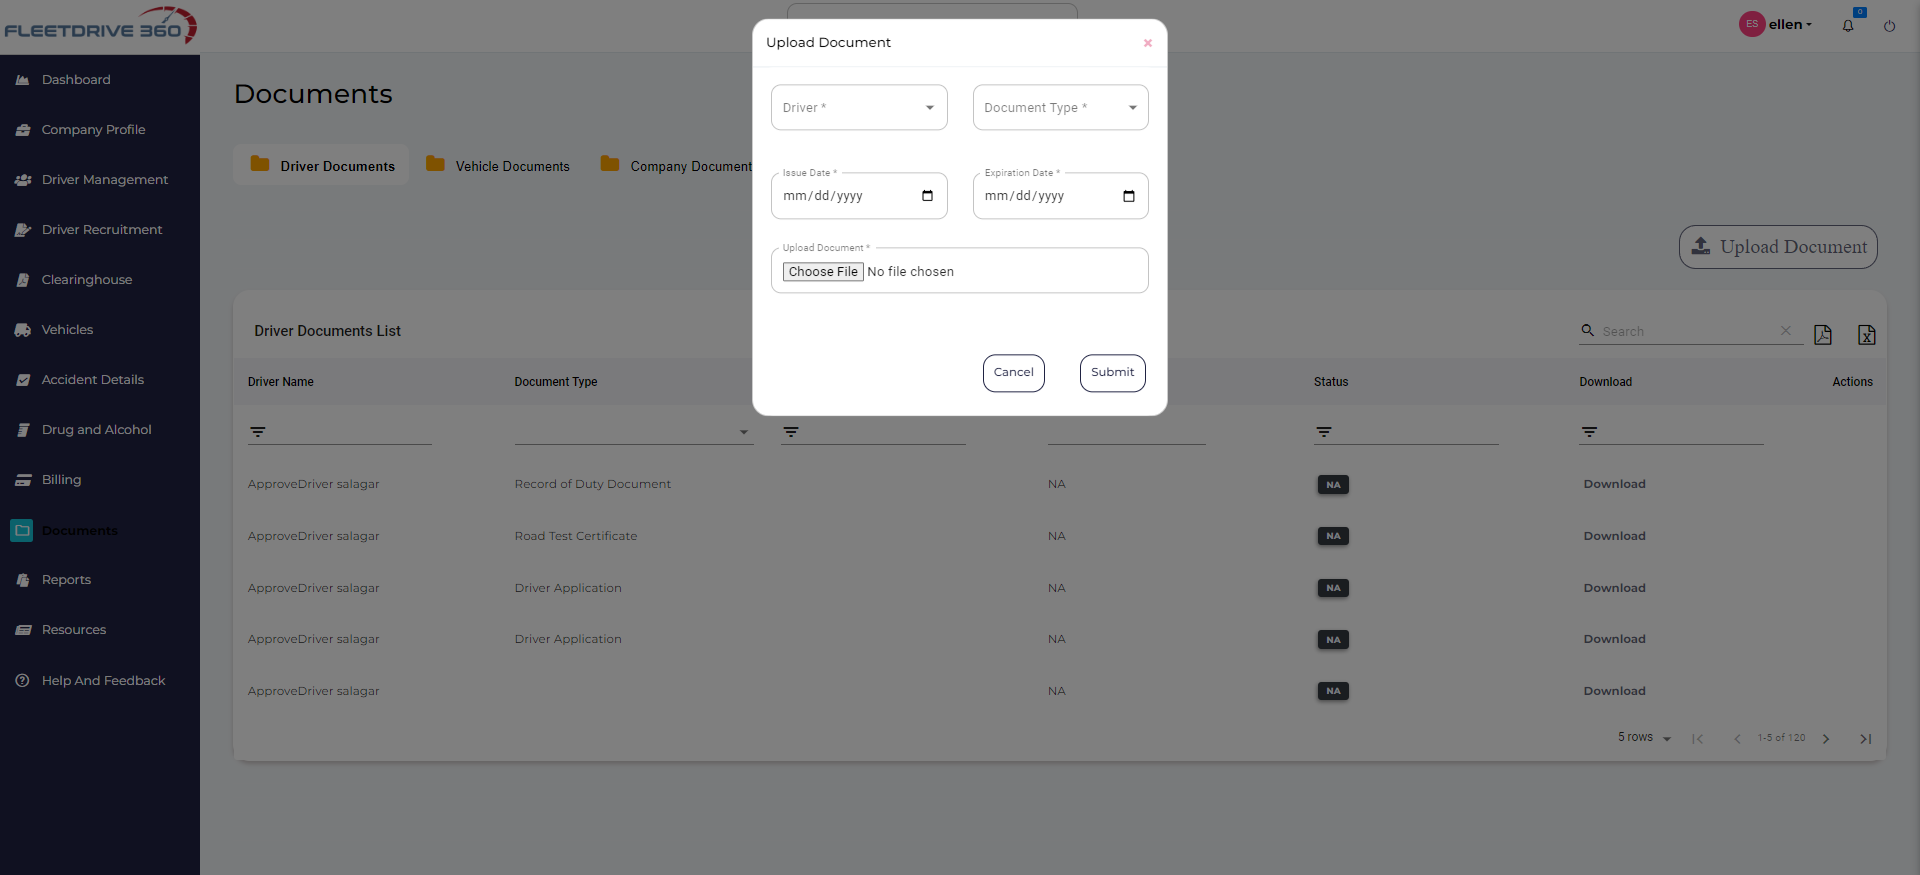 FLEETDRIVE 360
ES ellen
0
Dashboard
Company Profile
Driver Management
Driver Recruitment
Clearinghouse
Vehicles
Accident Details
Drug and Alcohol
Billing
Documents
Reports
Resources
Help And Feedback
Documents
Driver Documents Vehicle Documents Company Document
Upload Document
Upload Document
Driver * Document Type *
Issue Date * Expiration Date *
mm/dd/yyyy mm/dd/yyyy
Upload Document *
Choose File No file chosen
Cancel Submit
Driver Documents List Search
Driver Name Document Type Status Download Actions
ApproveDriver salagar Record of Duty Document NA NA Download
ApproveDriver salagar Road Test Certificate NA NA Download
ApproveDriver salagar Driver Application NA NA Download
ApproveDriver salagar Driver Application NA NA Download
ApproveDriver salagar NA NA Download
5 rows 1-5 of 120